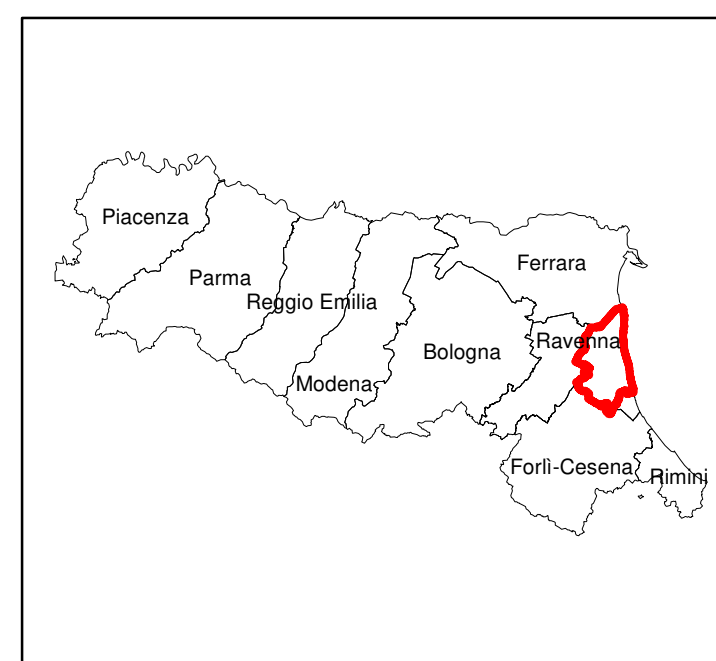 Piacenza
Ferrara
Parma
Reggio Emilia
Ravenna
Bologna
Modena
Forlì-Cesena
Rimini